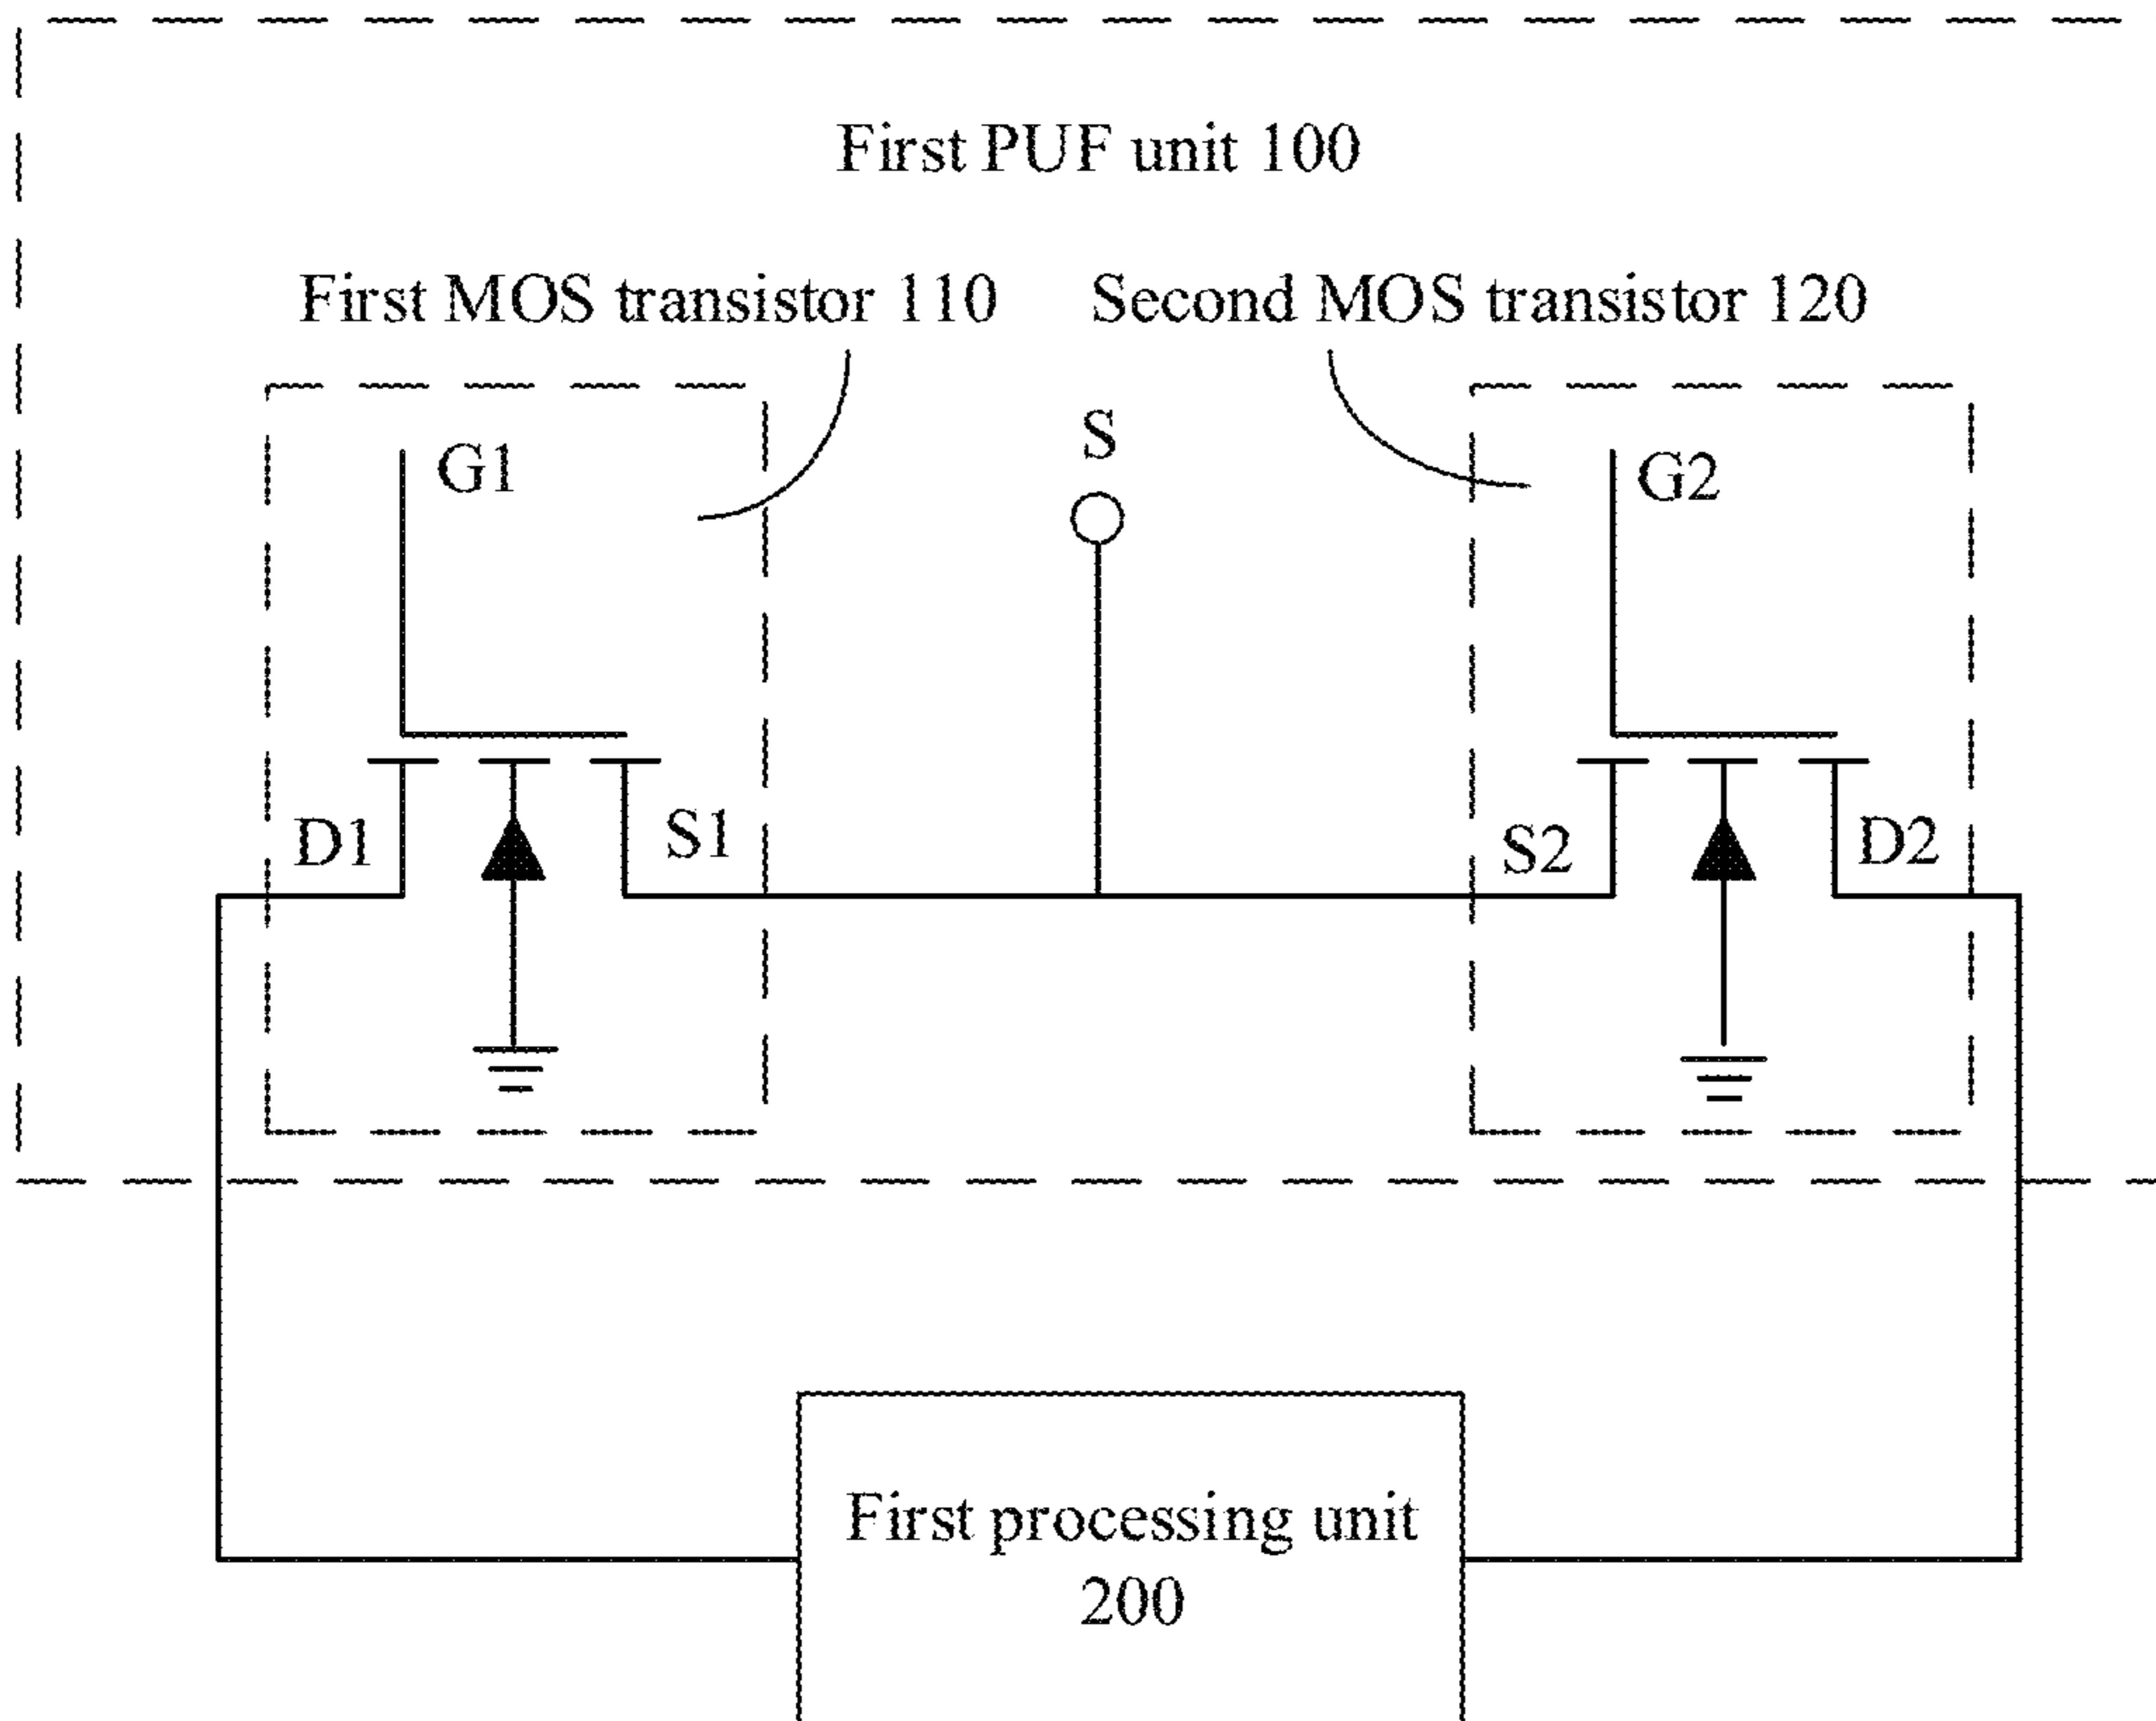 First PUF unit 100
First MOS transistor 110 Second MOS transistor 120
S
G1
G2
D1
S1
S2
D2
First processing unit
200